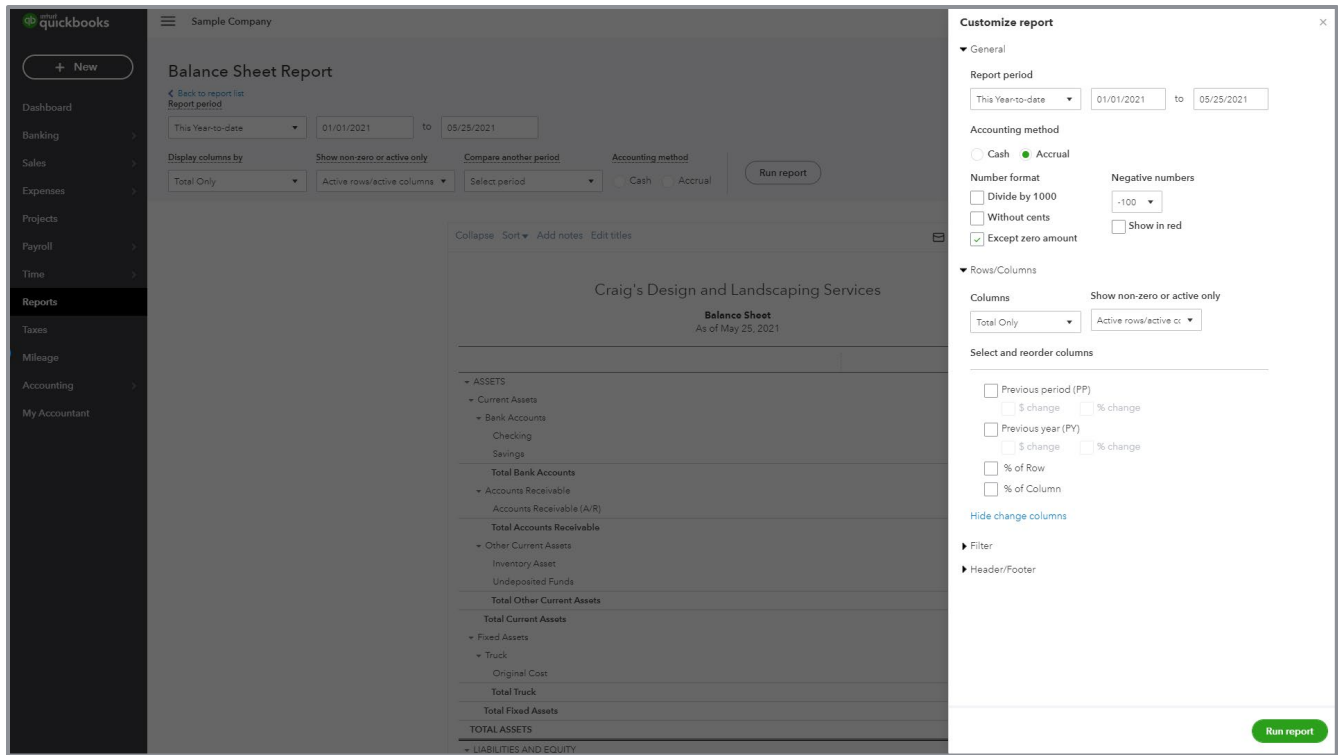 intuit
quickbooks
Sample Company
+ New
Dashboard
Banking
Sales
Expenses
Projects
Payroll
Time
Reports
Taxes
Mileage
Accounting
My Accountant
Balance Sheet Report
Back to report list
Report period
This Year-to-date 01/01/2021 to 05/25/2021
Display columns by Show non-zero or active only Compare another period Accounting method
Total Only Active rows/active columns Select period Cash Accrual Run report
Collapse Sort Add notes Edit titles
Craig's Design and Landscaping Services
Balance Sheet
As of May 25, 2021
ASSETS
Current Assets
Bank Accounts
Checking
Savings
Total Bank Accounts
Accounts Receivable
Accounts Receivable (A/R)
Total Accounts Receivable
Other Current Assets
Inventory Asset
Undeposited Funds
Total Other Current Assets
Total Current Assets
Fixed Assets
Truck
Original Cost
Total Truck
Total Fixed Assets
TOTAL ASSETS
LIABILITIES AND EQUITY
Customize report
General
Report period
This Year-to-date 01/01/2021 to 05/25/2021
Accounting method
Cash Accrual
Number format Negative numbers
Divide by 1000 -100
Without cents Show in red
Except zero amount
Rows/Columns
Columns Show non-zero or active only
Total Only Active rows/active cc
Select and reorder columns
Previous period (PP)
$ change % change
Previous year (PY)
$ change % change
% of Row
% of Column
Hide change columns
Filter
Header/Footer
Run report